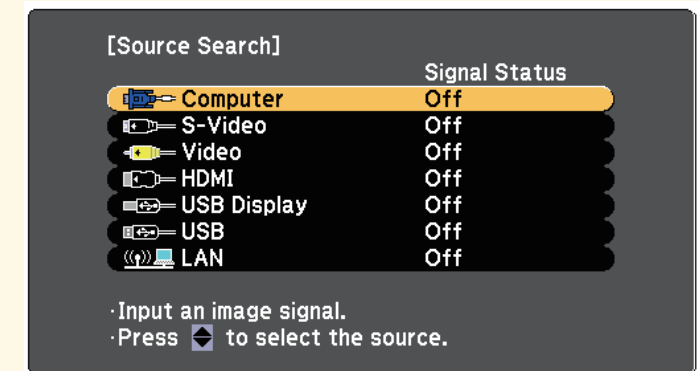 [Source Search]
Signal Status
Computer Off
S-Video Off
Video Off
HDMI Off
USB Display Off
USB Off
LAN Off
·Input an image signal.
·Press to select the source.